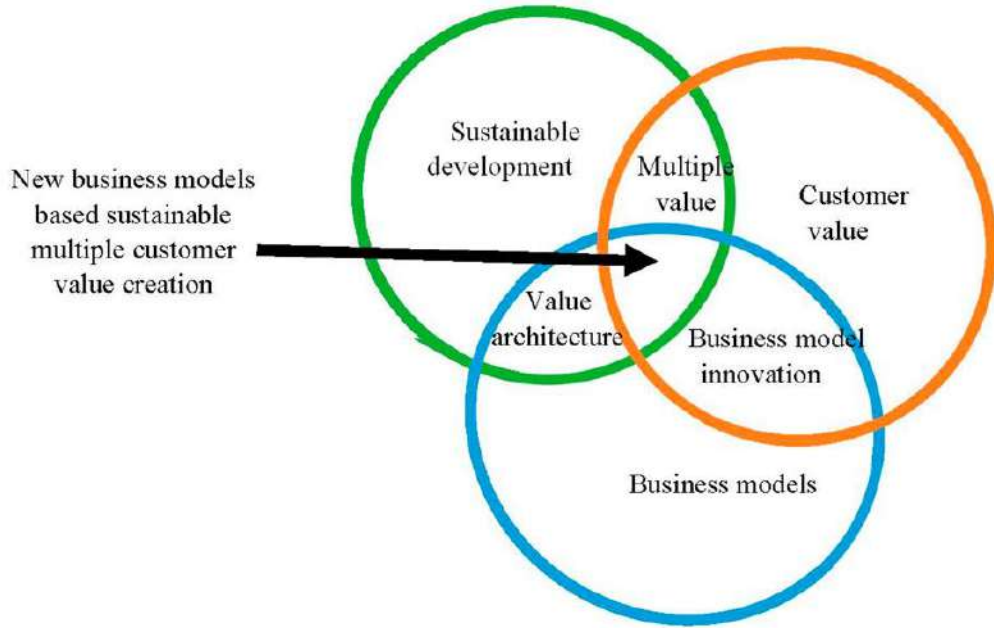 Sustainable
development
Multiple
value
Customer
value
New business models
based sustainable
multiple customer
value creation
Value
architecture
Business model
innovation
Business models